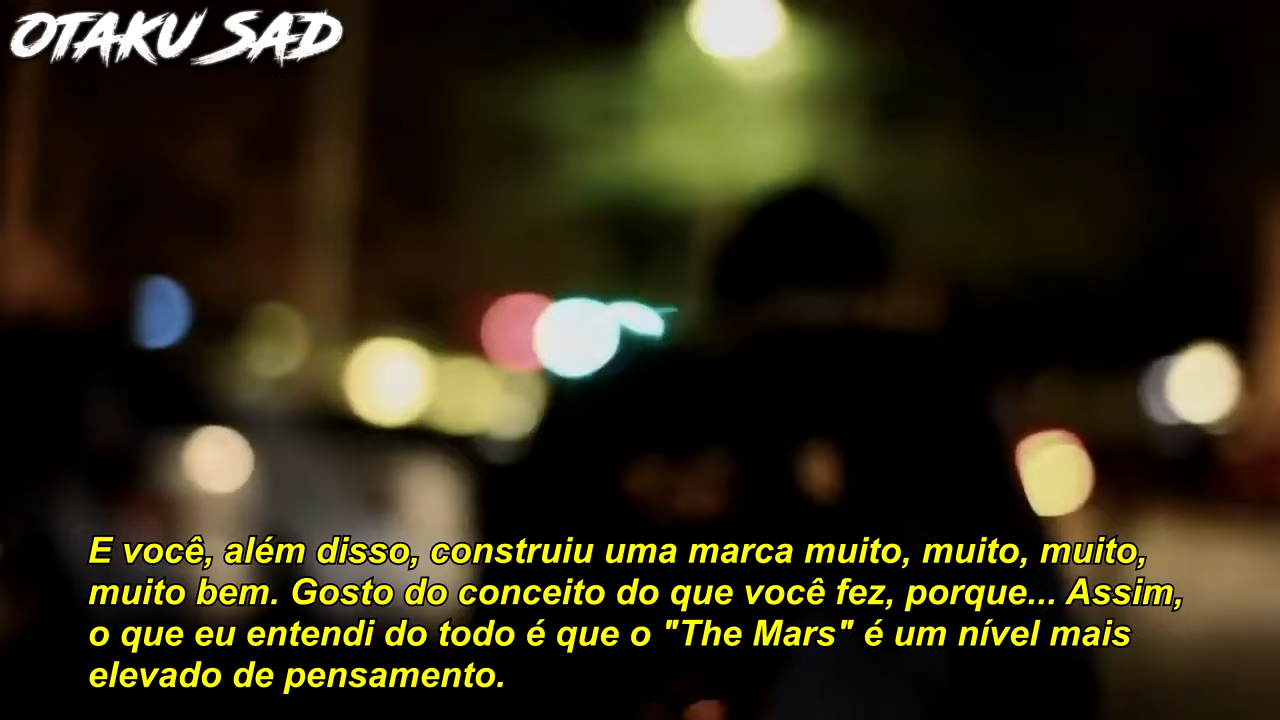 OTAKU SAD
E você, além disso, construiu uma marca muito, muito, muito,
muito bem. Gosto do conceito do que você fez, porque... Assim,
o que eu entendi do todo é que o "The Mars" é um nível mais
elevado de pensamento.